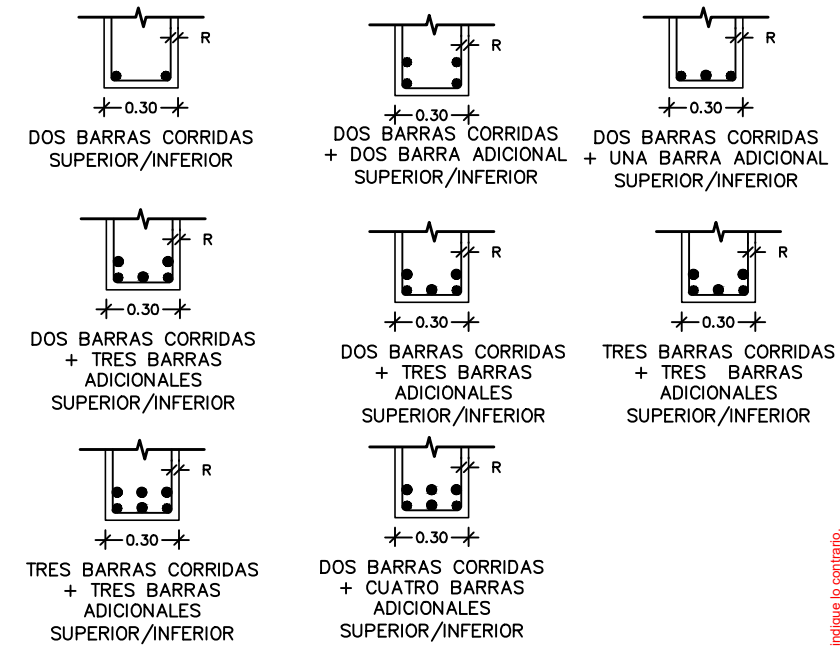 R
0.30
DOS BARRAS CORRIDAS
SUPERIOR/INFERIOR
R
0.30
DOS BARRAS CORRIDAS
+ DOS BARRA ADICIONAL
SUPERIOR/INFERIOR
R
0.30
DOS BARRAS CORRIDAS
+ UNA BARRA ADICIONAL
SUPERIOR/INFERIOR
R
0.30
DOS BARRAS CORRIDAS
+ TRES BARRAS
ADICIONALES
SUPERIOR/INFERIOR
R
0.30
DOS BARRAS CORRIDAS
+ TRES BARRAS
ADICIONALES
SUPERIOR/INFERIOR
R
0.30
TRES BARRAS CORRIDAS
+ TRES BARRAS
ADICIONALES
SUPERIOR/INFERIOR
R
0.30
TRES BARRAS CORRIDAS
+ TRES BARRAS
ADICIONALES
SUPERIOR/INFERIOR
R
0.30
DOS BARRAS CORRIDAS
+ CUATRO BARRAS
ADICIONALES
SUPERIOR/INFERIOR
indique lo contrario.